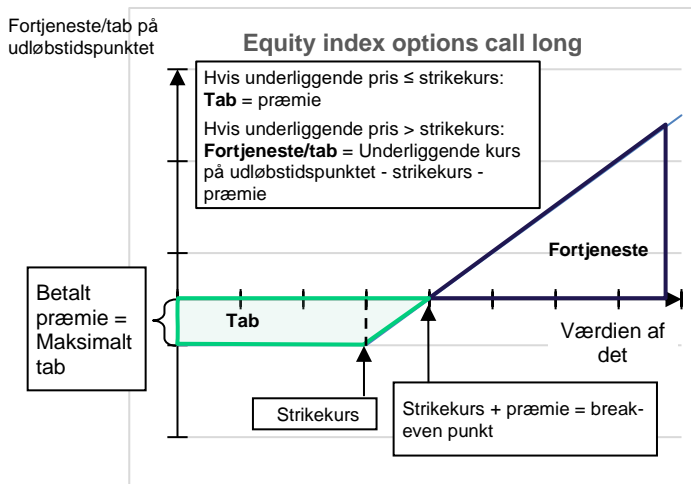 Fortjeneste/tab på
udløbstidspunktet
Equity index options call long
Hvis underliggende pris ≤ strikekurs:
Tab = præmie
Hvis underliggende pris > strikekurs:
Fortjeneste/tab = Underliggende kurs
på udløbstidspunktet - strikekurs -
præmie
Fortjeneste
Betalt
præmie =
Maksimalt
tab
Tab
Værdien af
det
Strikekurs
Strikekurs + præmie = break-
even punkt